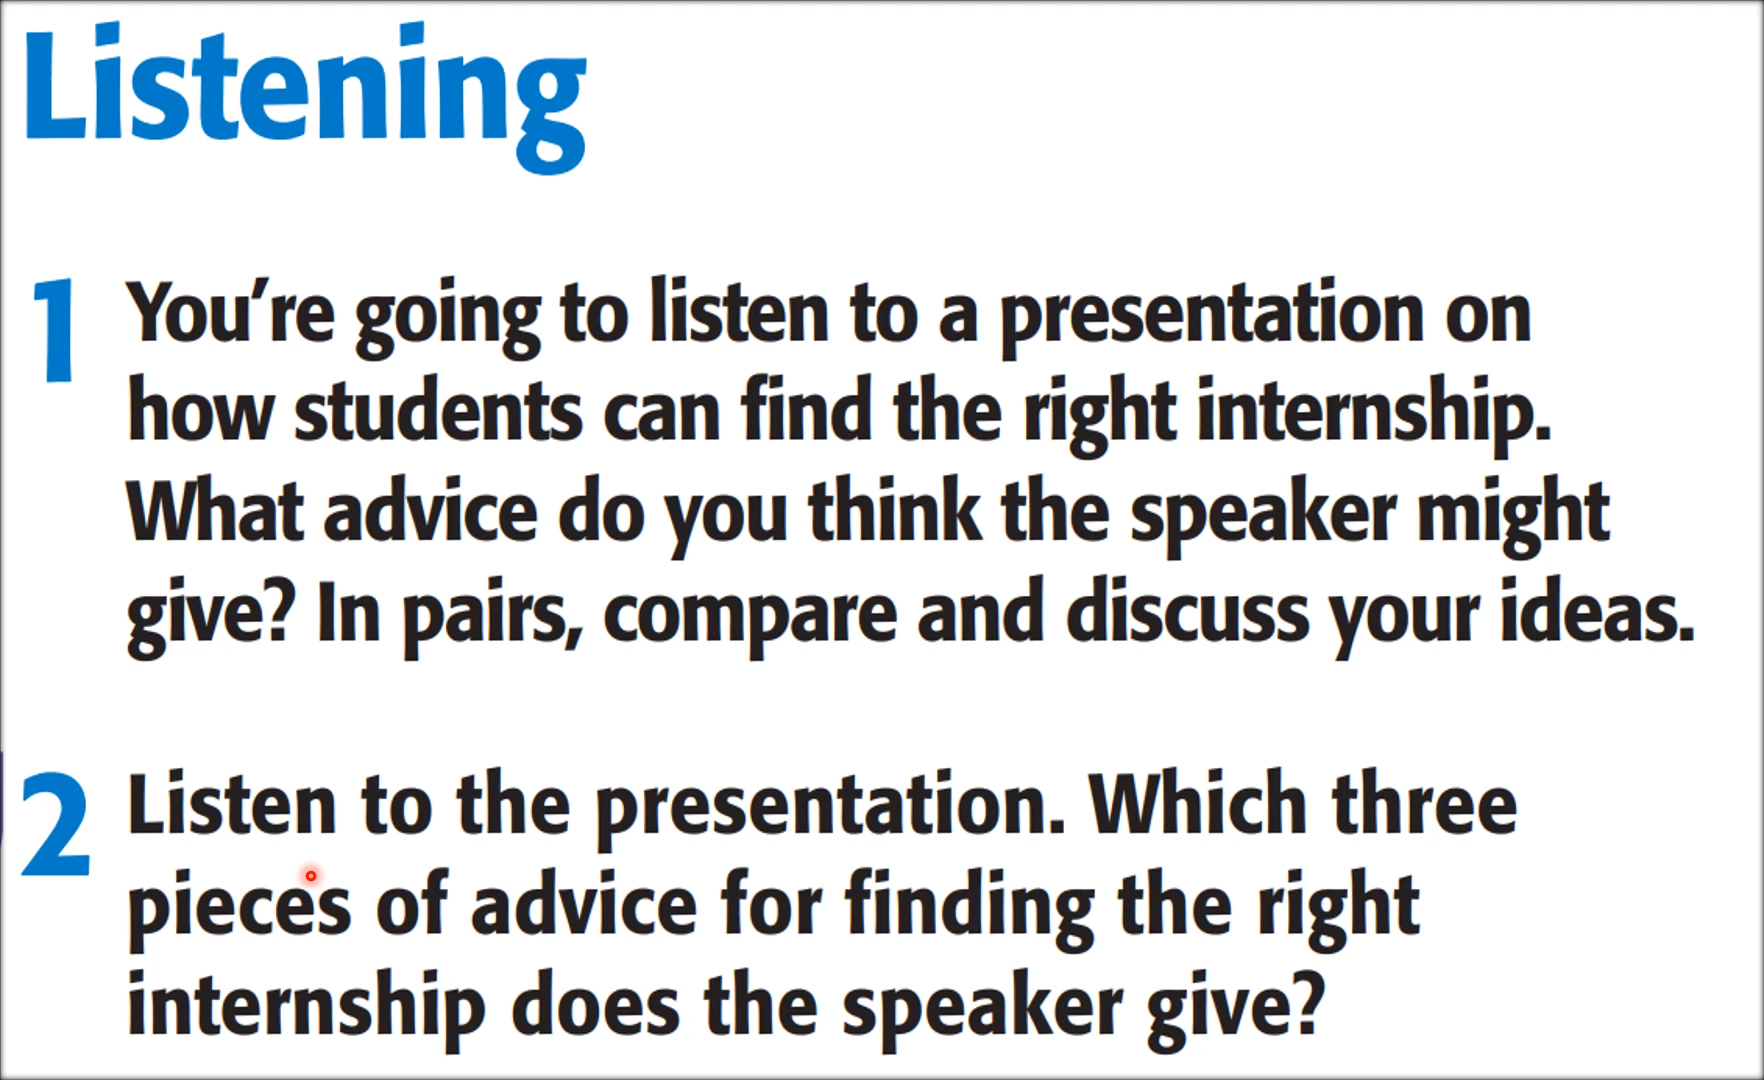 Listening
1 You're going to listen to a presentation on
how students can find the right internship.
What advice do you think the speaker might
give? In pairs, compare and discuss your ideas.
2 Listen to the presentation. Which three
pieces of advice for finding the right
internship does the speaker give?